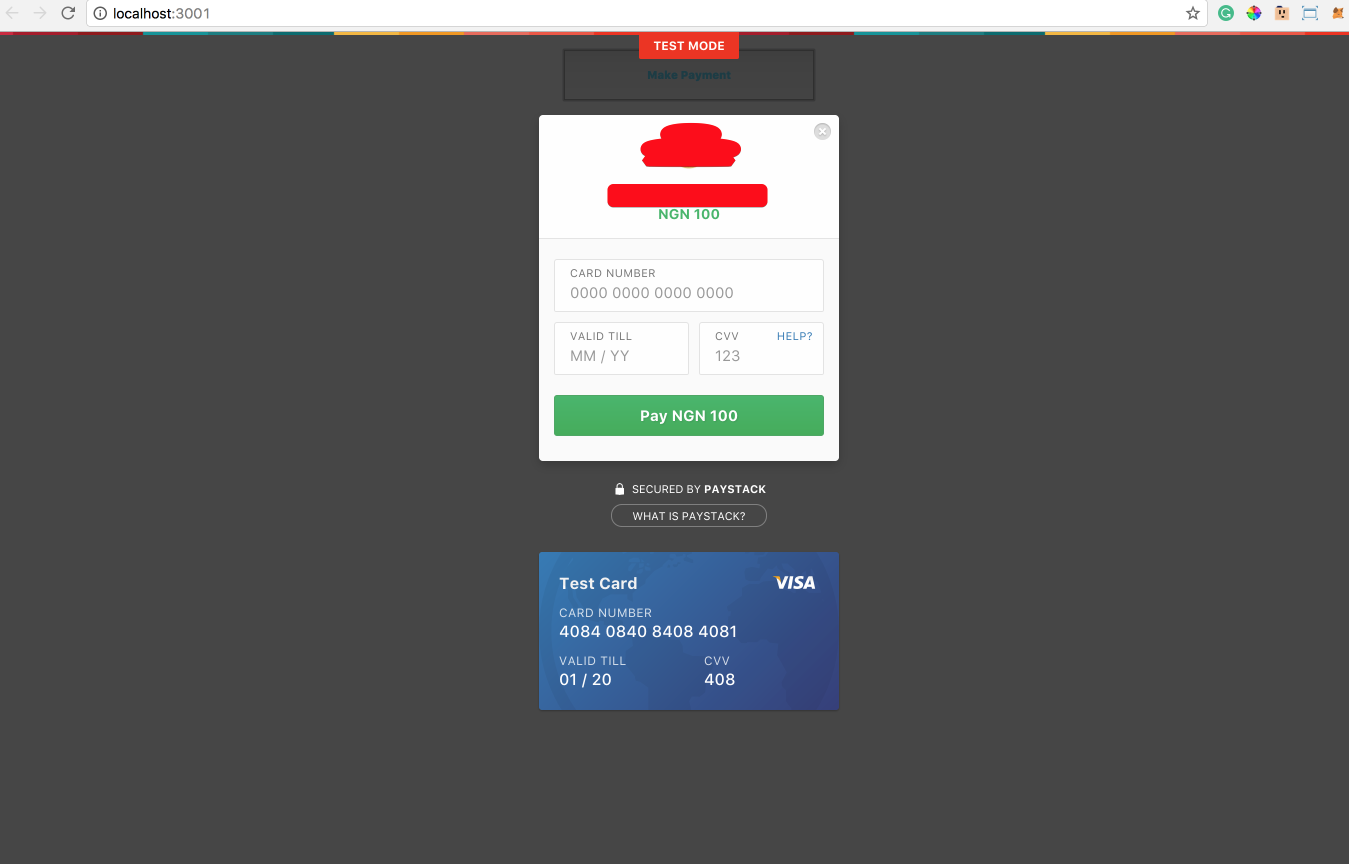 localhost:3001
TEST MODE
Make Payment
NGN 100
CARD NUMBER
0000 0000 0000 0000
VALID TILL
MM / YY
CVV
HELP?
123
Pay NGN 100
SECURED BY PAYSTACK
WHAT IS PAYSTACK?
Test Card
VISA
CARD NUMBER
4084 0840 8408 4081
VALID TILL
CVV
01 / 20
408